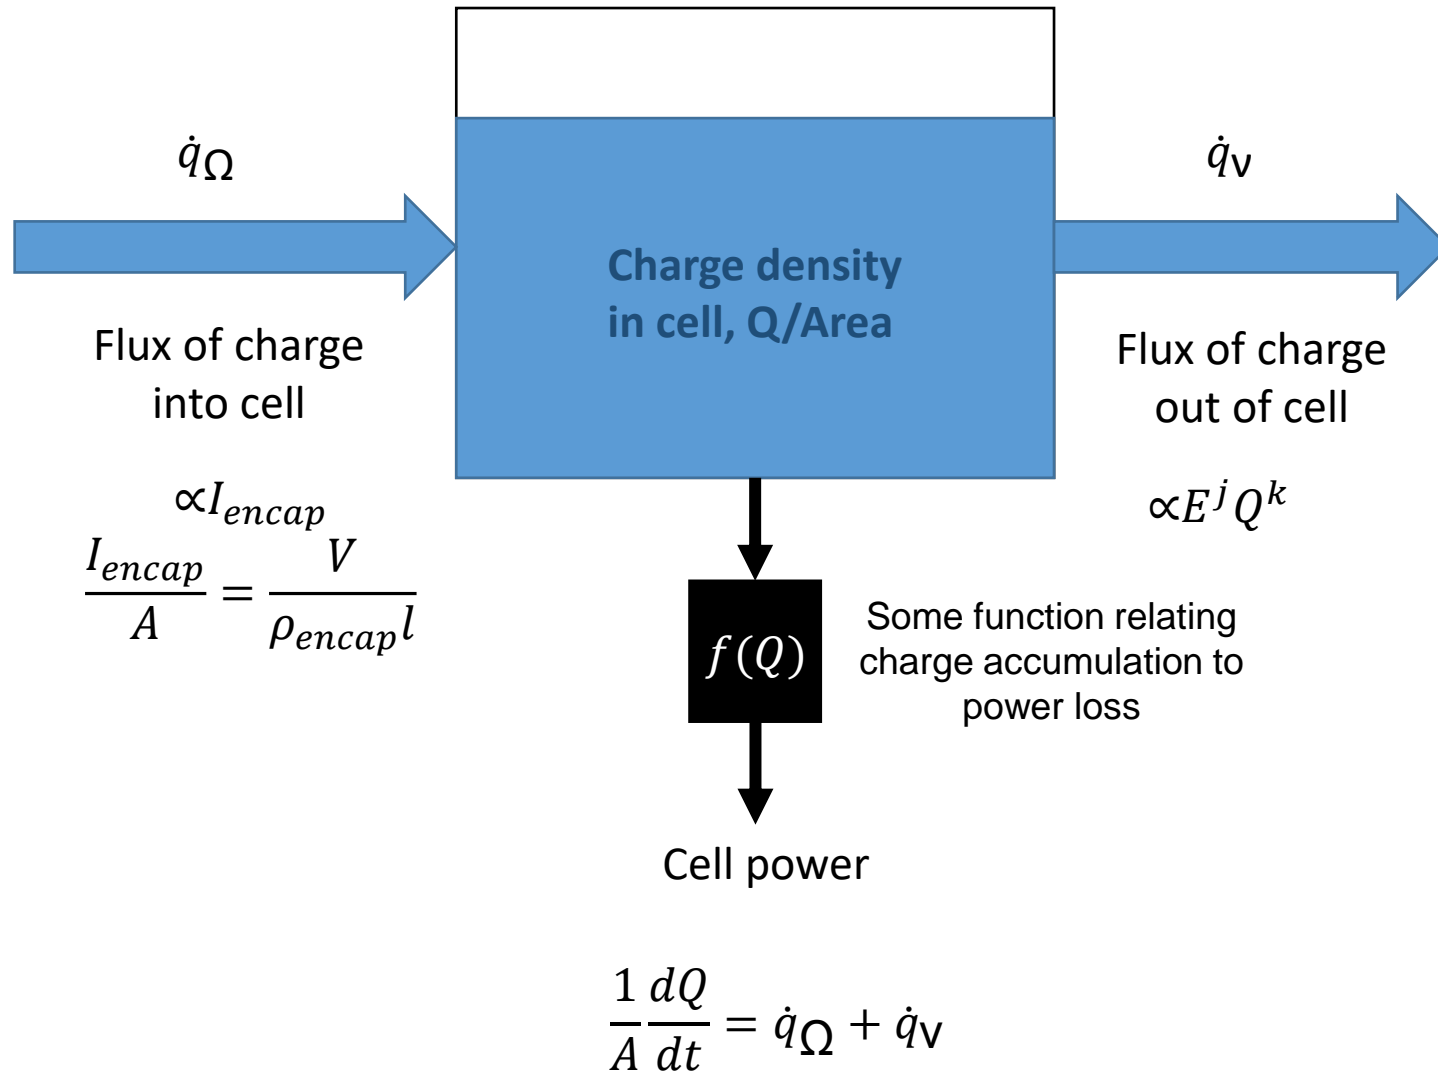 q̇Ω
q̇ν
Charge density
in cell, Q/Area
Flux of charge
into cell
Flux of charge
out of cell
∝I_encap
I_encap/A = V/(ρ_encap l)
∝E^j Q^k
f(Q)
Some function relating
charge accumulation to
power loss
Cell power
1/A dQ/dt = q̇Ω + q̇ν